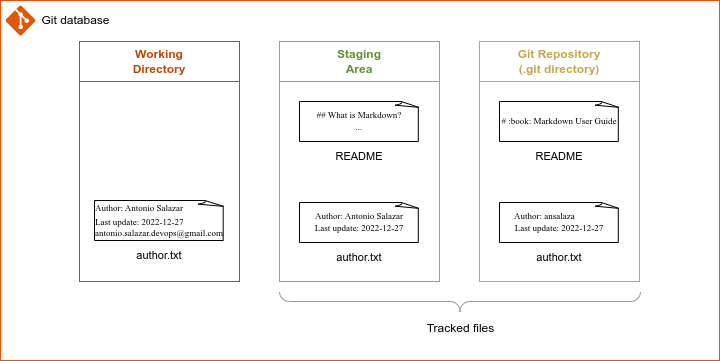 Git database
Working
Directory
Staging
Area
Git Repository
(.git directory)
## What is Markdown?
...
README
# :book: Markdown User Guide
README
Author: Antonio Salazar
Last update: 2022-12-27
antonio.salazar.devops@gmail.com
author.txt
Author: Antonio Salazar
Last update: 2022-12-27
author.txt
Author: ansalaza
Last update: 2022-12-27
author.txt
Tracked files